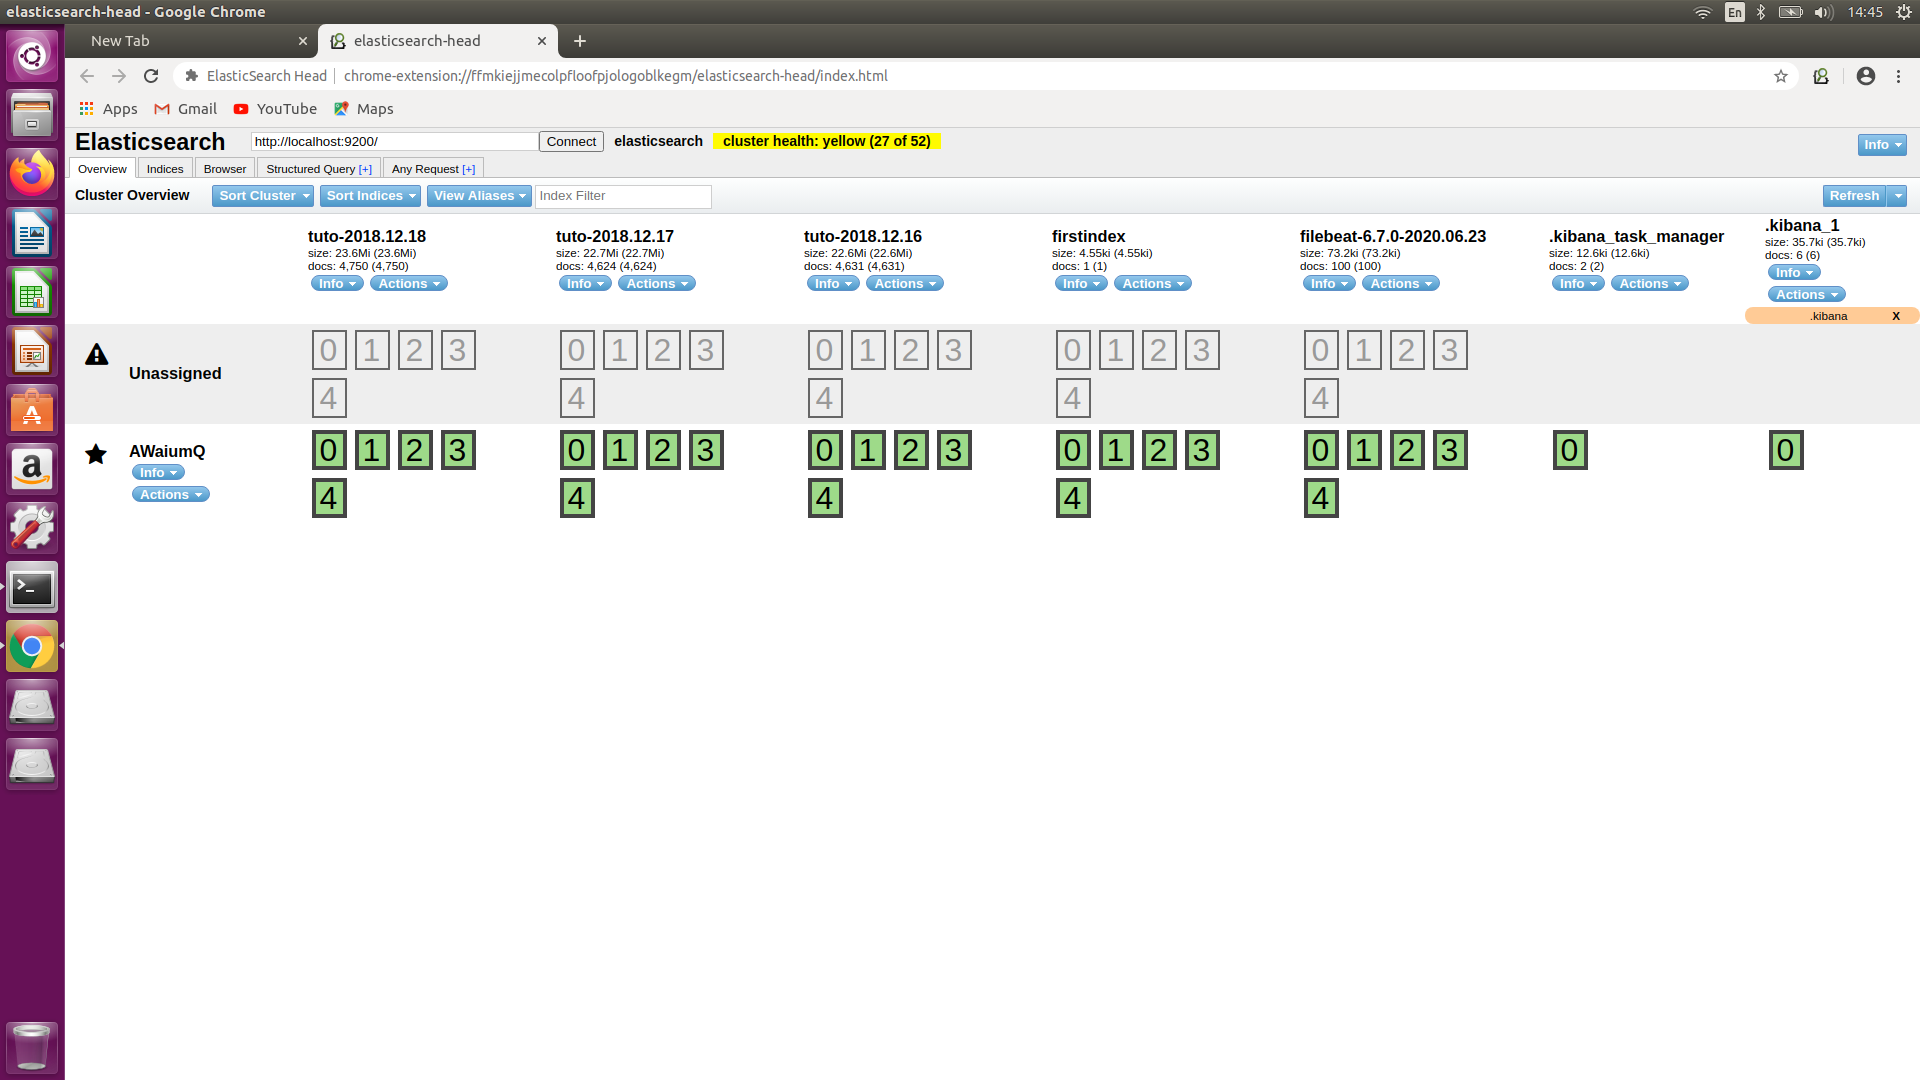 elasticsearch-head - Google Chrome
En
14:45
New Tab
elasticsearch-head
ElasticSearch Head
chrome-extension://ffmkiejjmecolpfloofpjologoblkegm/elasticsearch-head/index.html
Apps
Gmail
YouTube
Maps
Elasticsearch
http://localhost:9200/
Connect
elasticsearch
cluster health: yellow (27 of 52)
Info
Overview
Indices
Browser
Structured Query [+]
Any Request [+]
Cluster Overview
Sort Cluster
Sort Indices
View Aliases
Index Filter
Refresh
tuto-2018.12.18
size: 23.6Mi (23.6Mi)
docs: 4,750 (4,750)
Info Actions
tuto-2018.12.17
size: 22.7Mi (22.7Mi)
docs: 4,624 (4,624)
Info Actions
tuto-2018.12.16
size: 22.6Mi (22.6Mi)
docs: 4,631 (4,631)
Info Actions
firstindex
size: 4.55ki (4.55ki)
docs: 1 (1)
Info Actions
filebeat-6.7.0-2020.06.23
size: 73.2ki (73.2ki)
docs: 100 (100)
Info Actions
.kibana_task_manager
size: 12.6ki (12.6ki)
docs: 2 (2)
Info Actions
.kibana_1
size: 35.7ki (35.7ki)
docs: 6 (6)
Info
Actions
.kibana X
Unassigned
0 1 2 3
4
0 1 2 3
4
0 1 2 3
4
0 1 2 3
4
0 1 2 3
4
AWaiumQ
Info
Actions
0 1 2 3
4
0 1 2 3
4
0 1 2 3
4
0 1 2 3
4
0 1 2 3
4
0
0